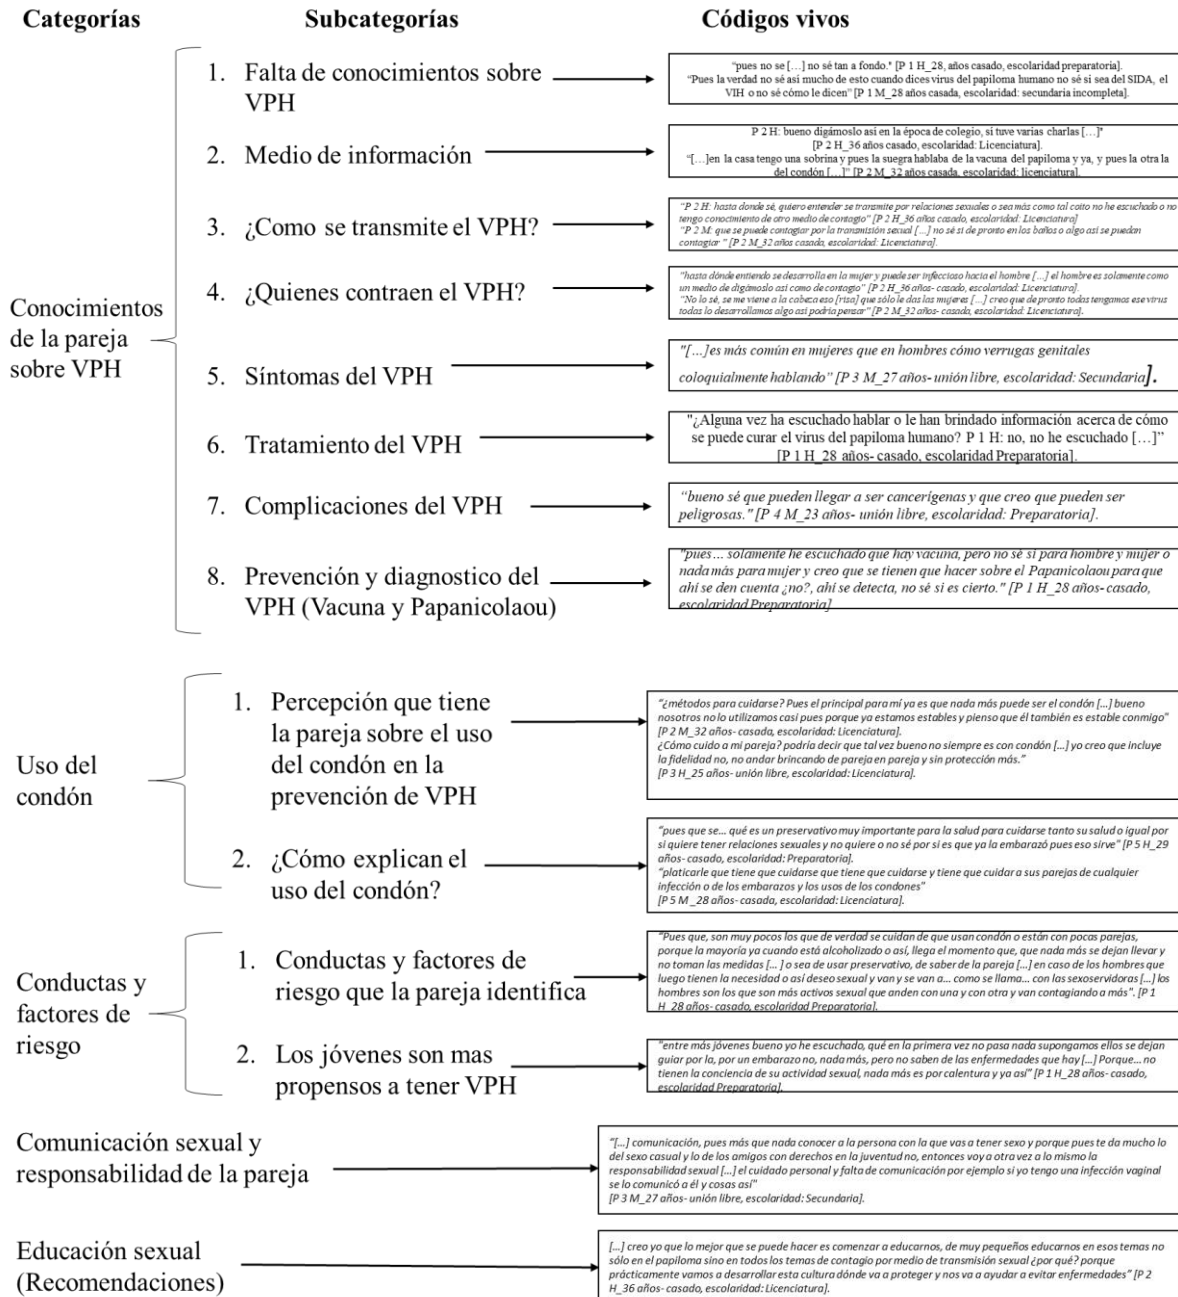 Categorías Subcategorías Códigos vivos
Conocimientos
de la pareja
sobre VPH
1. Falta de conocimientos sobre
VPH
“pues no se […] no sé tan a fondo." [P 1 H_28, años casado, escolaridad preparatoria].
“Pues la verdad no sé así mucho de esto cuando dices virus del papiloma humano no sé si sea del SIDA, el
VIH o no sé cómo le dicen” [P 1 M_28 años casada, escolaridad: secundaria incompleta].
2. Medio de información
P 2 H: bueno digámoslo así en la época de colegio, si tuve varias charlas […]"
[P 2 H_36 años casado, escolaridad: Licenciatura].
“[…]en la casa tengo una sobrina y pues la suegra hablaba de la vacuna del papiloma y ya, y pues la otra la
del condón […]” [P 2 M_32 años casada, escolaridad: licenciatura].
3. ¿Como se transmite el VPH?
“P 2 H: hasta donde sé, quiero entender se transmite por relaciones sexuales o sea más como tal coito no he escuchado o no
tengo conocimiento de otro medio de contagio” [P 2 H_36 años casado, escolaridad: Licenciatura]
“P 2 M: que se puede contagiar por la transmisión sexual […] no sé si de pronto en los baños o algo así se puedan
contagiar ” [P 2 M_32 años casada, escolaridad: Licenciatura].
4. ¿Quienes contraen el VPH?
"hasta dónde entiendo se desarrolla en la mujer y puede ser infeccioso hacia el hombre […] el hombre es solamente como
un medio de digámoslo así como de contagio” [P 2 H_36 años- casado, escolaridad: Licenciatura].
"No lo sé, se me viene a la cabeza eso [risa] que sólo le das las mujeres […] creo que de pronto todas tengamos ese virus
todas lo desarrollamos algo así podría pensar” [P 2 M_32 años- casada, escolaridad: Licenciatura].
5. Síntomas del VPH
"[…]es más común en mujeres que en hombres cómo verrugas genitales
coloquialmente hablando” [P 3 M_27 años- unión libre, escolaridad: Secundaria].
6. Tratamiento del VPH
"¿Alguna vez ha escuchado hablar o le han brindado información acerca de cómo
se puede curar el virus del papiloma humano? P 1 H: no, no he escuchado […]”
[P 1 H_28 años- casado, escolaridad Preparatoria].
7. Complicaciones del VPH
“bueno sé que pueden llegar a ser cancerígenas y que creo que pueden ser
peligrosas." [P 4 M_23 años- unión libre, escolaridad: Preparatoria].
8. Prevención y diagnostico del
VPH (Vacuna y Papanicolaou)
"pues… solamente he escuchado que hay vacuna, pero no sé si para hombre y mujer o
nada más para mujer y creo que se tienen que hacer sobre el Papanicolaou para que
ahí se den cuenta ¿no?, ahí se detecta, no sé si es cierto." [P 1 H_28 años- casado,
escolaridad Preparatoria]
Uso del
condón
1. Percepción que tiene
la pareja sobre el uso
del condón en la
prevención de VPH
“¿métodos para cuidarse? Pues el principal para mí ya es que nada más puede ser el condón […] bueno
nosotros no lo utilizamos casi pues porque ya estamos estables y pienso que él también es estable conmigo"
[P 2 M_32 años- casada, escolaridad: Licenciatura].
¿Cómo cuido a mi pareja? podría decir que tal vez bueno no siempre es con condón […] yo creo que incluye
la fidelidad no, no andar brincando de pareja en pareja y sin protección más.”
[P 3 H_25 años- unión libre, escolaridad: Licenciatura].
2. ¿Cómo explican el
uso del condón?
“pues que se... qué es un preservativo muy importante para la salud para cuidarse tanto su salud o igual por
si quiere tener relaciones sexuales y no quiere o no sé por si es que ya la embarazó pues eso sirve" [P 5 H_29
años- casado, escolaridad: Preparatoria].
“platicarle que tiene que cuidarse que tiene que cuidarse y tiene que cuidar a sus parejas de cualquier
infección o de los embarazos y los usos de los condones"
[P 5 M _28 años- casada, escolaridad: Licenciatura].
Conductas y
factores de
riesgo
1. Conductas y factores de
riesgo que la pareja identifica
“Pues que, son muy pocos los que de verdad se cuidan de que usan condón o están con pocas parejas,
porque la mayoría ya cuando está alcoholizado o así, llega el momento que, que nada más se dejan llevar y
no toman las medidas [… ] o sea de usar preservativo, de saber de la pareja […] en caso de los hombres que
luego tienen la necesidad o así deseo sexual y van y se van a… como se llama… con las sexoservidoras […] los
hombres son los que son más activos sexual que anden con una y con otra y van contagiando a más”. [P 1
H_28 años- casado, escolaridad Preparatoria].
2. Los jóvenes son mas
propensos a tener VPH
“entre más jóvenes bueno yo he escuchado, qué en la primera vez no pasa nada supongamos ellos se dejan
guiar por la, por un embarazo no, nada más, pero no saben de las enfermedades que hay […] Porque… no
tienen la conciencia de su actividad sexual, nada más es por calentura y ya así” [P 1 H_28 años- casado,
escolaridad Preparatoria].
Comunicación sexual y
responsabilidad de la pareja
“[…] comunicación, pues más que nada conocer a la persona con la que vas a tener sexo y porque pues te da mucho lo
del sexo casual y lo de los amigos con derechos en la juventud no, entonces voy a otra vez a lo mismo la
responsabilidad sexual […] el cuidado personal y falta de comunicación por ejemplo si yo tengo una infección vaginal
se lo comunicó a él y cosas así"
[P 3 M_27 años- unión libre, escolaridad: Secundaria].
Educación sexual
(Recomendaciones)
[…] creo yo que lo mejor que se puede hacer es comenzar a educarnos, de muy pequeños educarnos en esos temas no
sólo en el papiloma sino en todos los temas de contagio por medio de transmisión sexual ¿por qué? porque
prácticamente vamos a desarrollar esta cultura dónde va a proteger y nos va a ayudar a evitar enfermedades” [P 2
H_36 años- casado, escolaridad: Licenciatura].